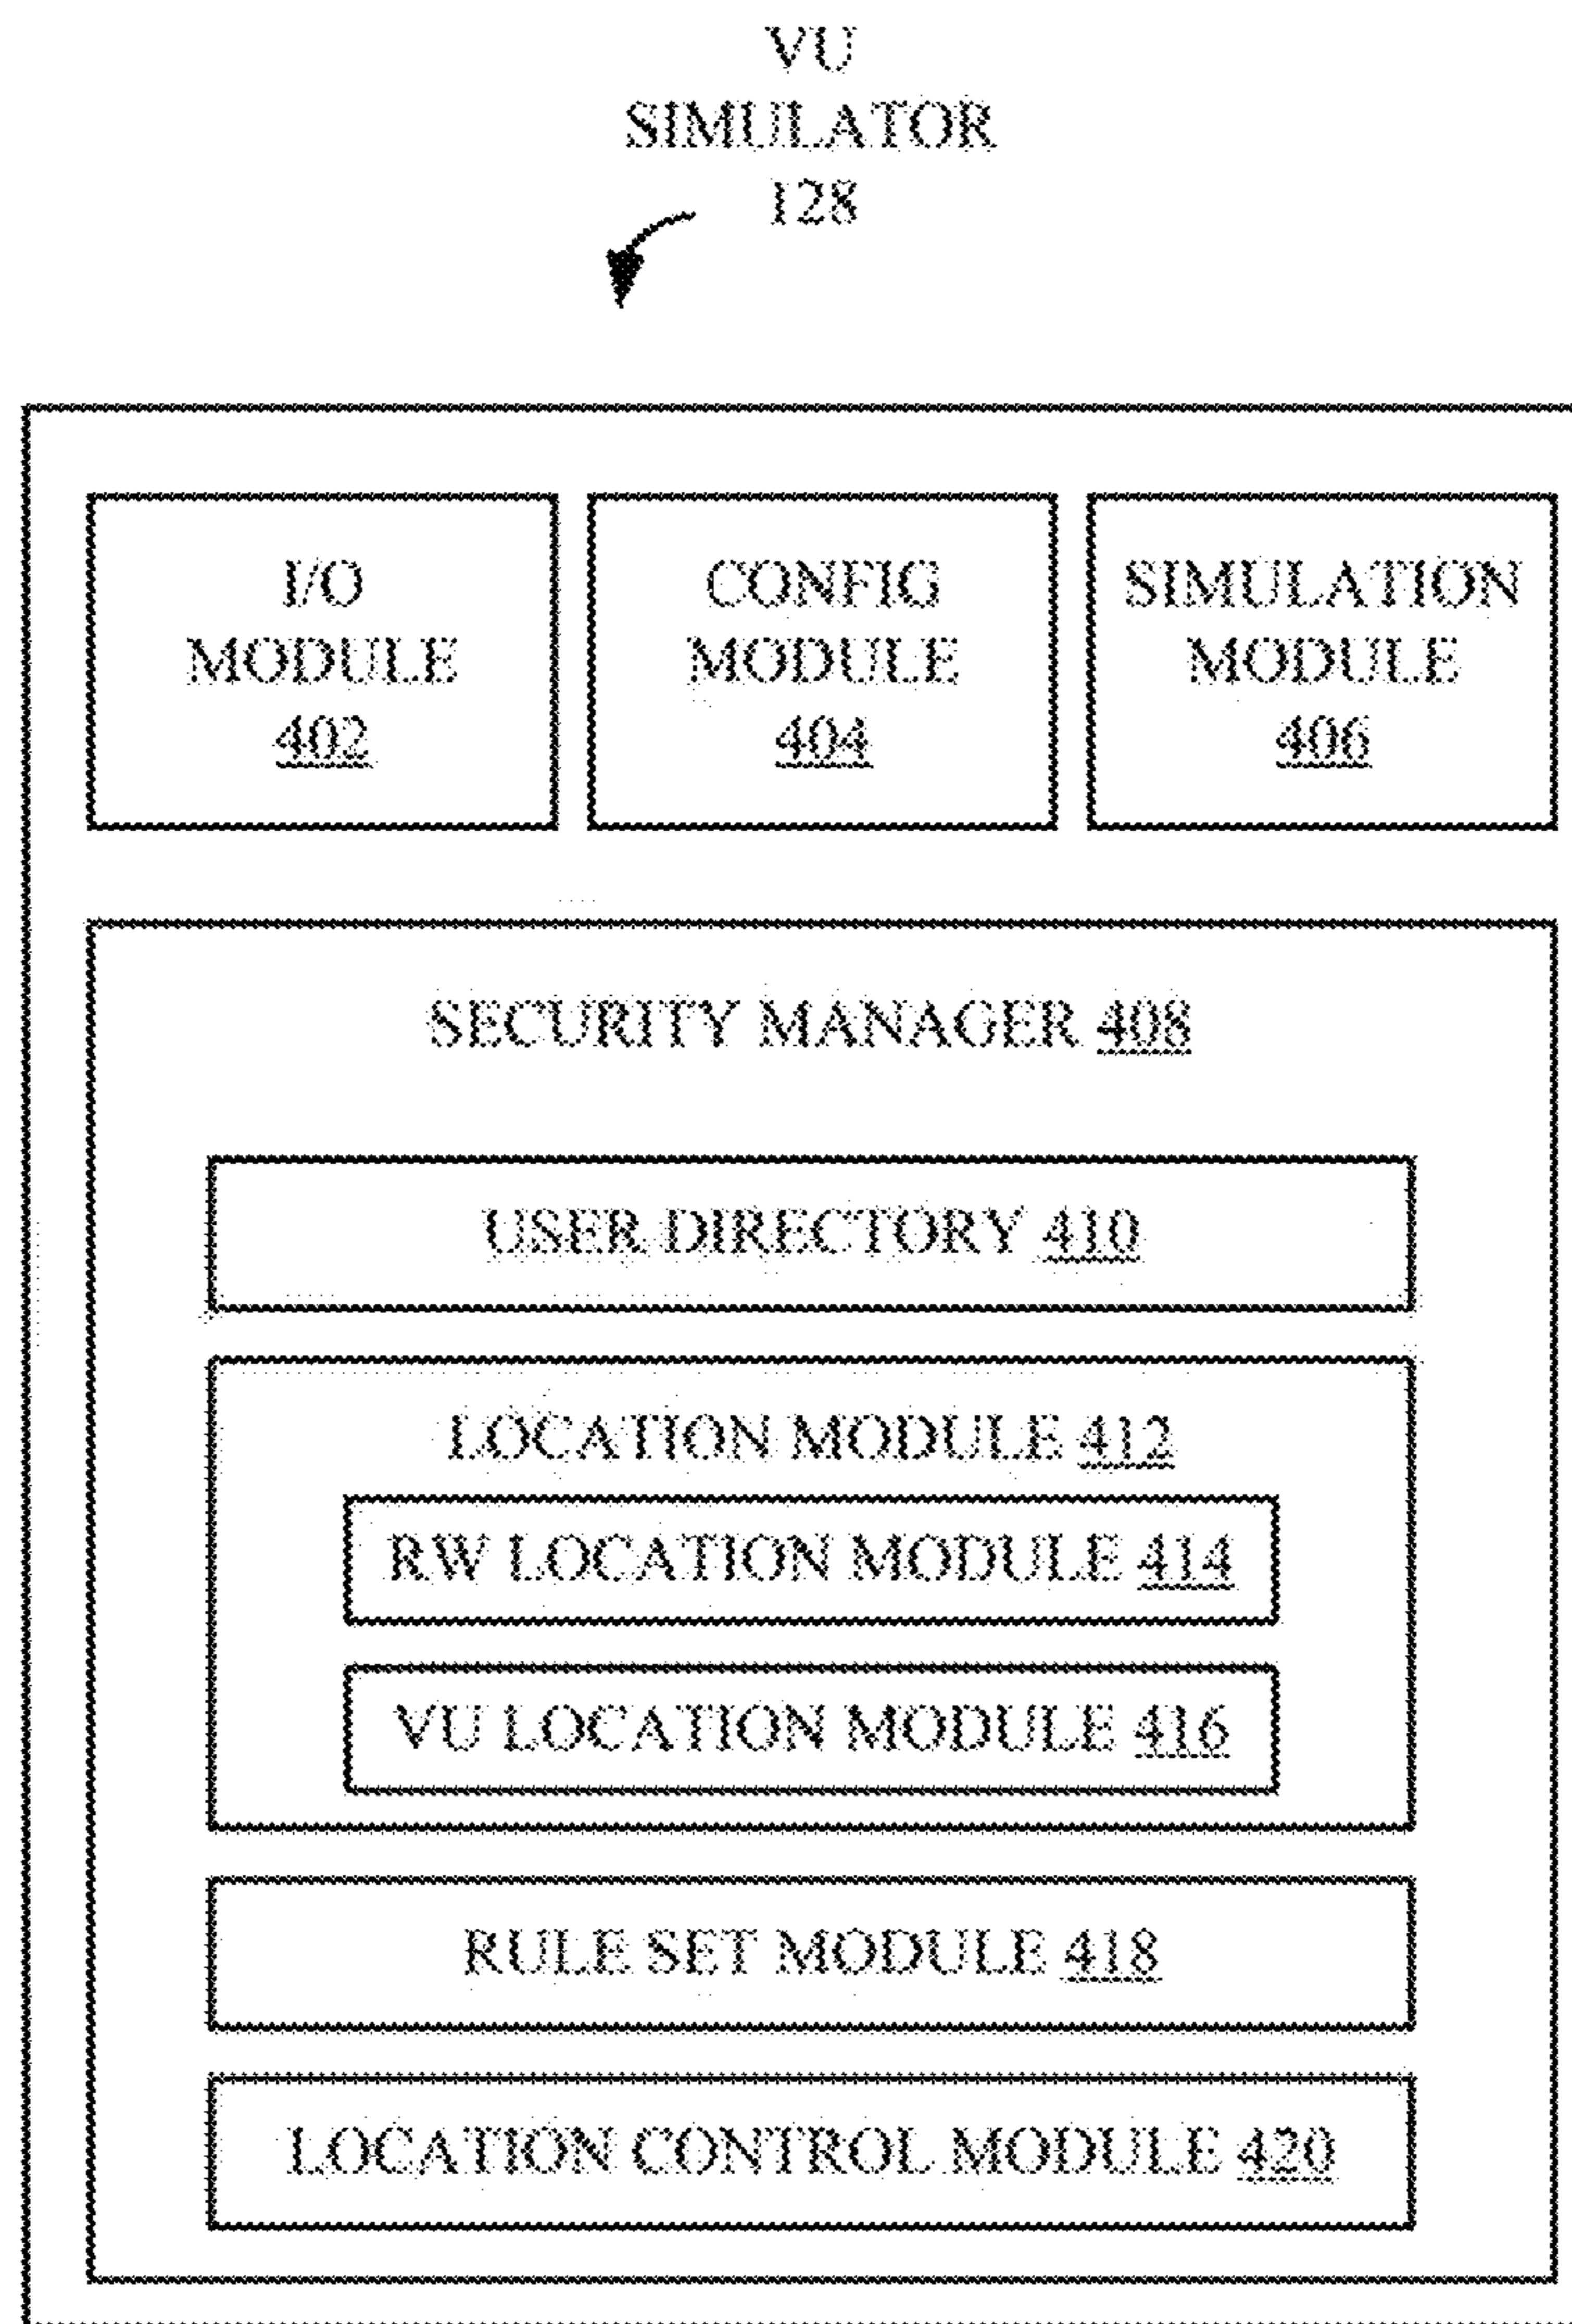 VU
SIMULATOR
128
I/O
MODULE
402
CONFIG
MODULE
404
SIMULATION
MODULE
406
SECURITY MANAGER 408
USER DIRECTORY 410
LOCATION MODULE 412
RW LOCATION MODULE 414
VU LOCATION MODULE 416
RULE SET MODULE 418
LOCATION CONTROL MODULE 420